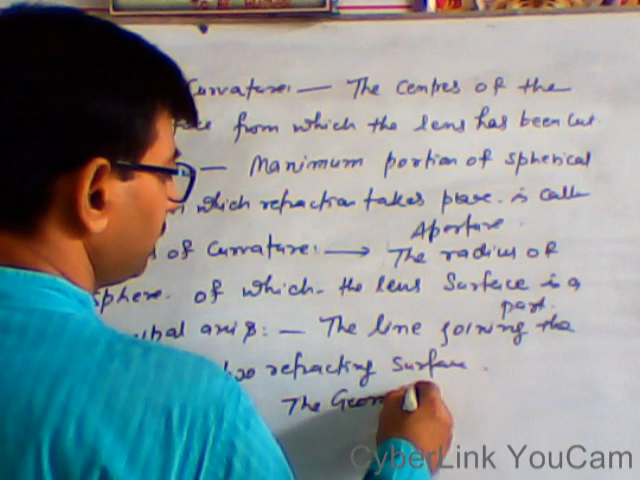 Curvature: — The Centres of the
from which the lens has been Cut
— Maximum portion of spherical
which refraction takes place. is calle
Aperture.
of Curvature: → The radius of
sphere. of which the lens Surface is a
part.
axis: — The line joining the
refracting Surface.
The Geom
CyberLink YouCam